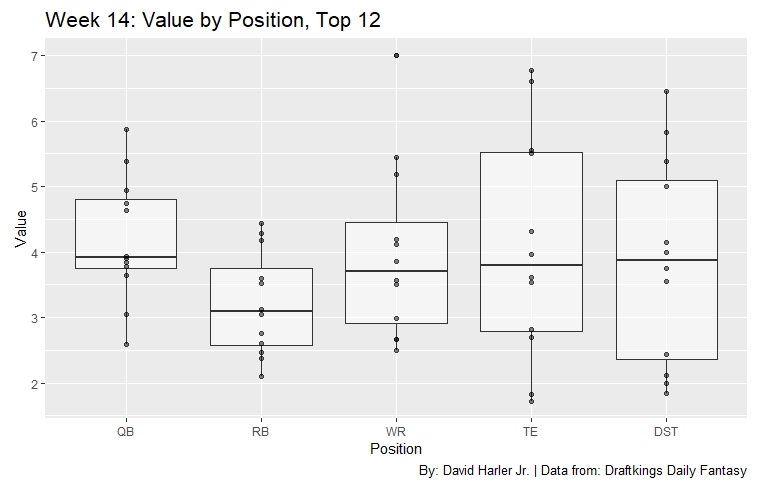 Week 14: Value by Position, Top 12
7
6
5
4
3
2
Value
QB RB WR TE DST
Position
By: David Harler Jr. | Data from: Draftkings Daily Fantasy